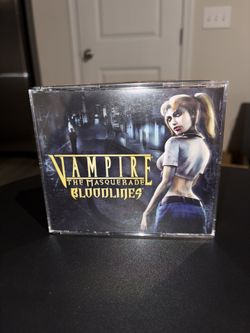 VAMPIRE
THE MASQUERADE
BLOODLINES